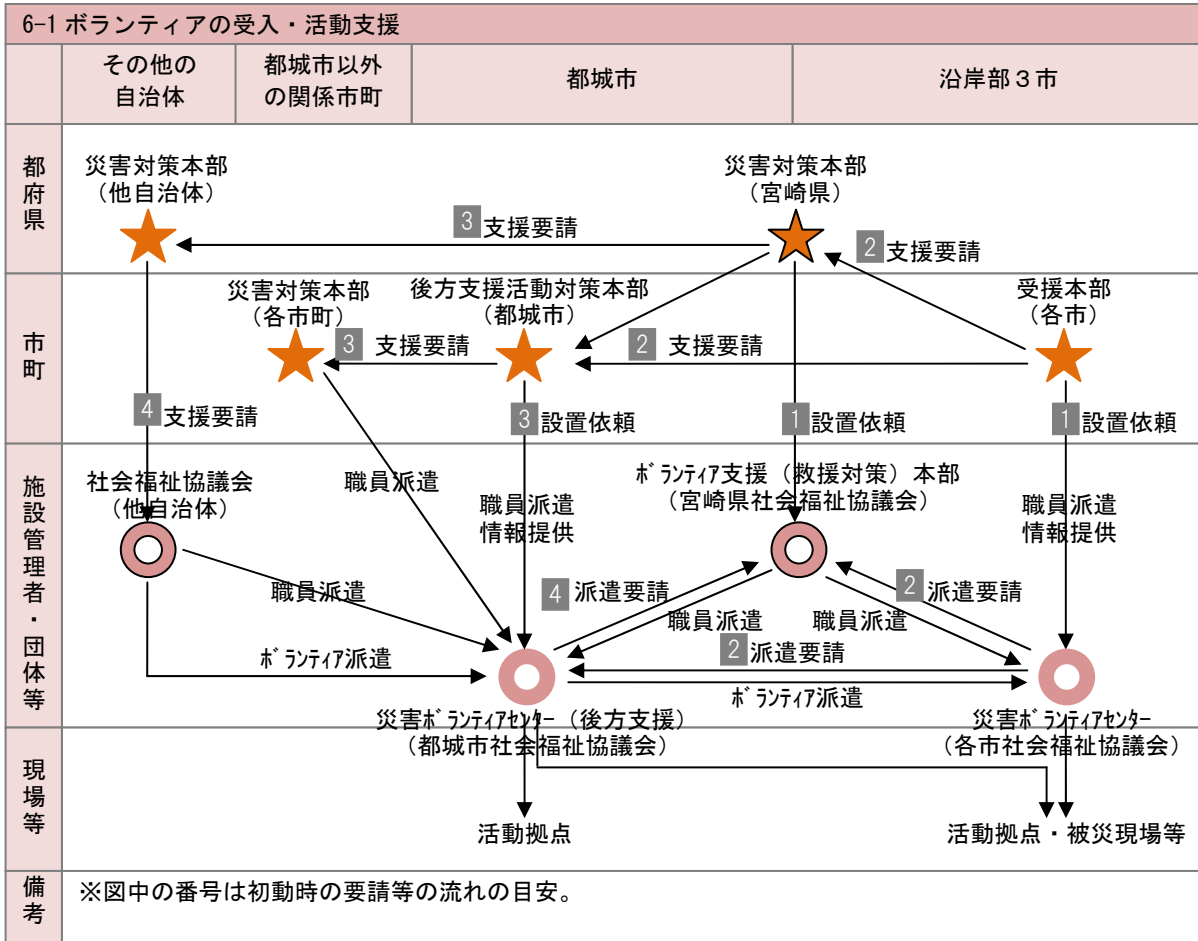 6-1 ボランティアの受入・活動支援
その他の
自治体
都城市以外
の関係市町
都城市
沿岸部3市
都府県
災害対策本部
(他自治体)
災害対策本部
(宮崎県)
3 支援要請
2 支援要請
市町
災害対策本部
(各市町)
後方支援活動対策本部
(都城市)
受援本部
(各市)
3 支援要請
2 支援要請
4 支援要請
3 設置依頼
1 設置依頼
1 設置依頼
施設管理者・団体等
社会福祉協議会
(他自治体)
職員派遣
職員派遣
情報提供
ボランティア支援(救援対策)本部
(宮崎県社会福祉協議会)
職員派遣
情報提供
職員派遣
4 派遣要請
2 派遣要請
職員派遣
職員派遣
ボランティア派遣
2 派遣要請
ボランティア派遣
災害ボランティアセンター(後方支援)
(都城市社会福祉協議会)
災害ボランティアセンター
(各市社会福祉協議会)
現場等
活動拠点
活動拠点・被災現場等
備考
※図中の番号は初動時の要請等の流れの目安。